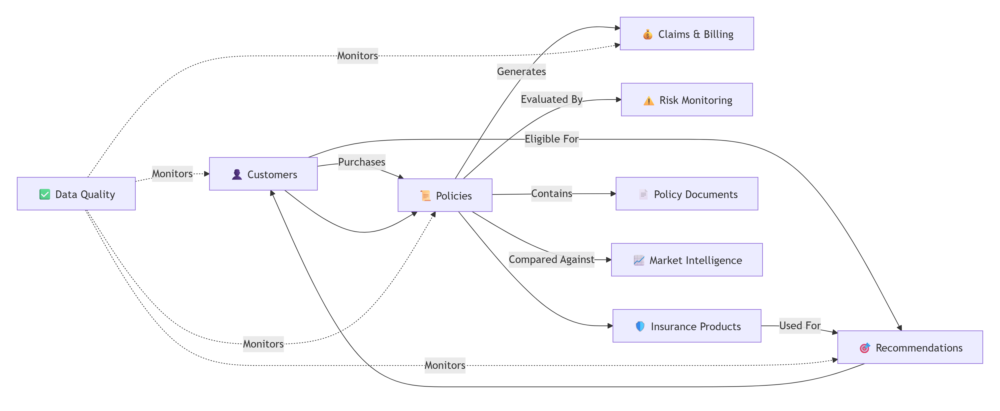 Claims & Billing
Monitors
Generates
Evaluated By
Risk Monitoring
Eligible For
Purchases
Monitors
Customers
Data Quality
Policies
Contains
Policy Documents
Compared Against
Market Intelligence
Insurance Products
Used For
Monitors
Recommendations
Monitors